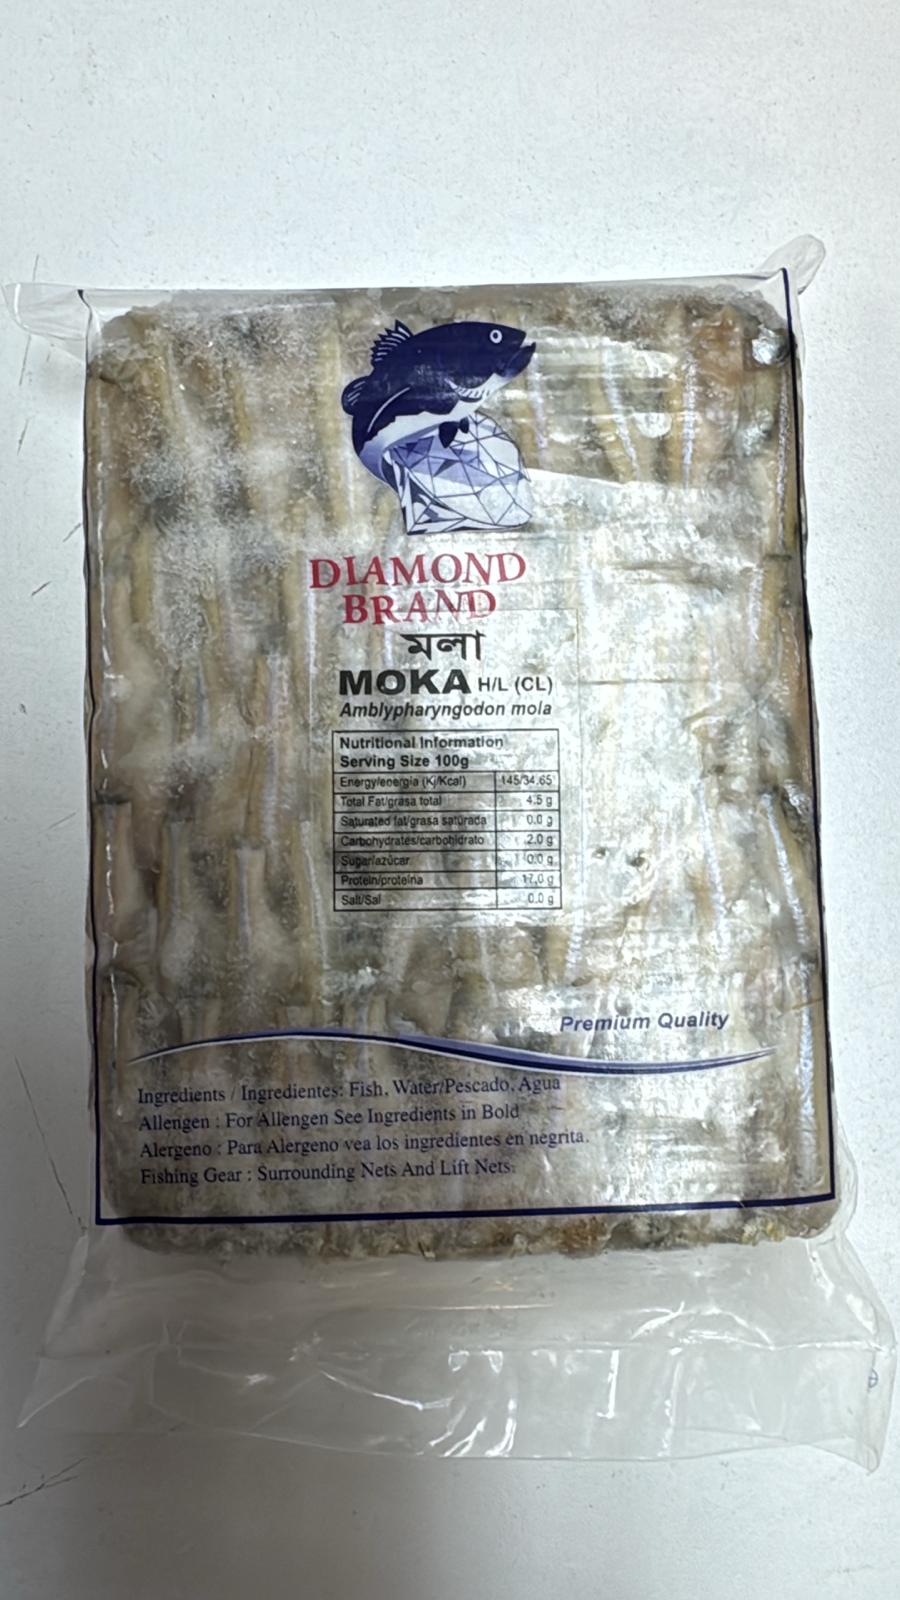 DIAMOND
BRAND
মলা
MOKA H/L (CL)
Amblypharyngodon mola
Nutritional Information
Serving Size 100g
Energy/energia (Kj/Kcal) 145/34.65
Total Fat/grasa total 4.5 g
Saturated fat/grasa saturada 0.0 g
Carbohydrates/carbohidrato 2.0 g
Sugar/azúcar 0.0 g
Protein/proteína 17.0 g
Salt/Sal 0.0 g
Premium Quality
Ingredients / Ingredientes: Fish, Water/Pescado, Agua
Allengen : For Allengen See Ingredients in Bold
Alergeno : Para Alergeno vea los ingredientes en negrita.
Fishing Gear : Surrounding Nets And Lift Nets.